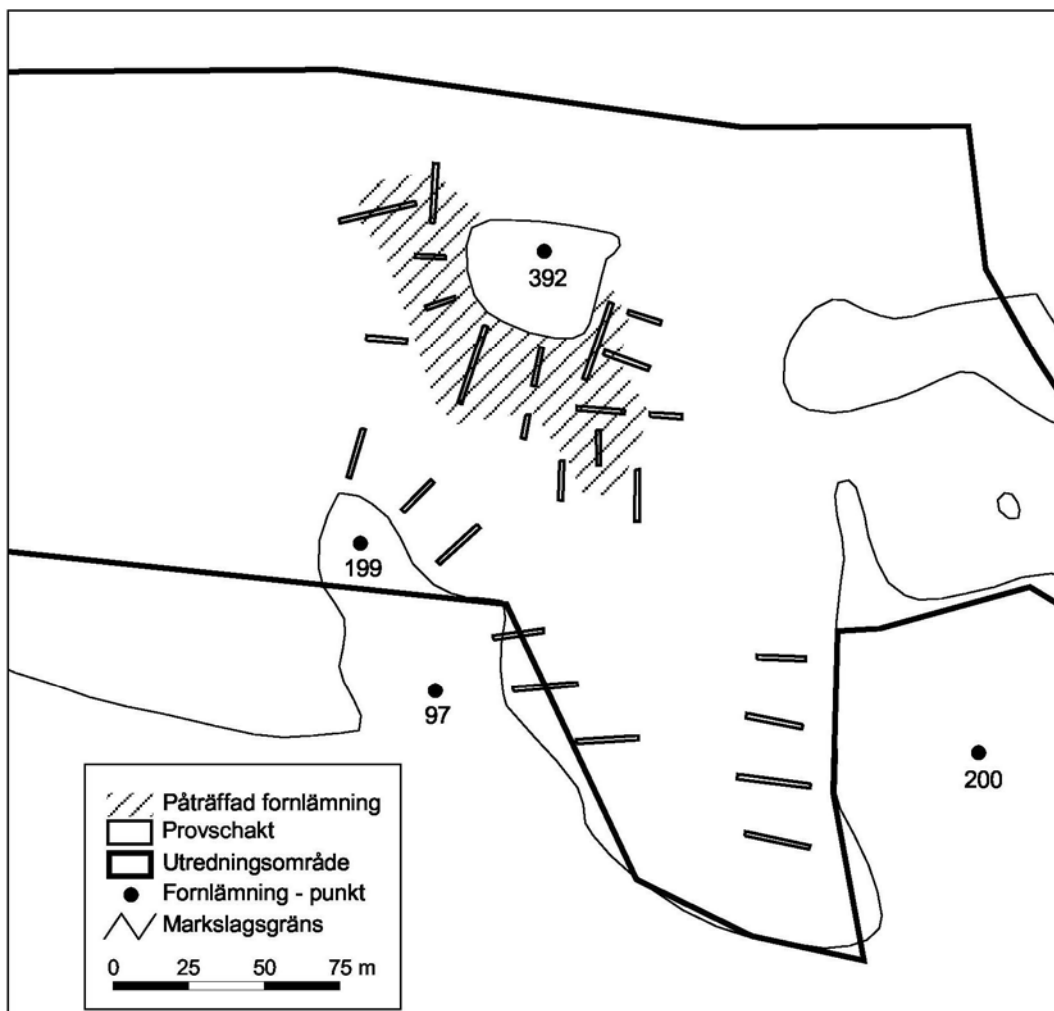 392
199
97
200
Påträffad fornlämning
Provschakt
Utredningsområde
Fornlämning - punkt
Markslagsgräns
0 25 50 75 m